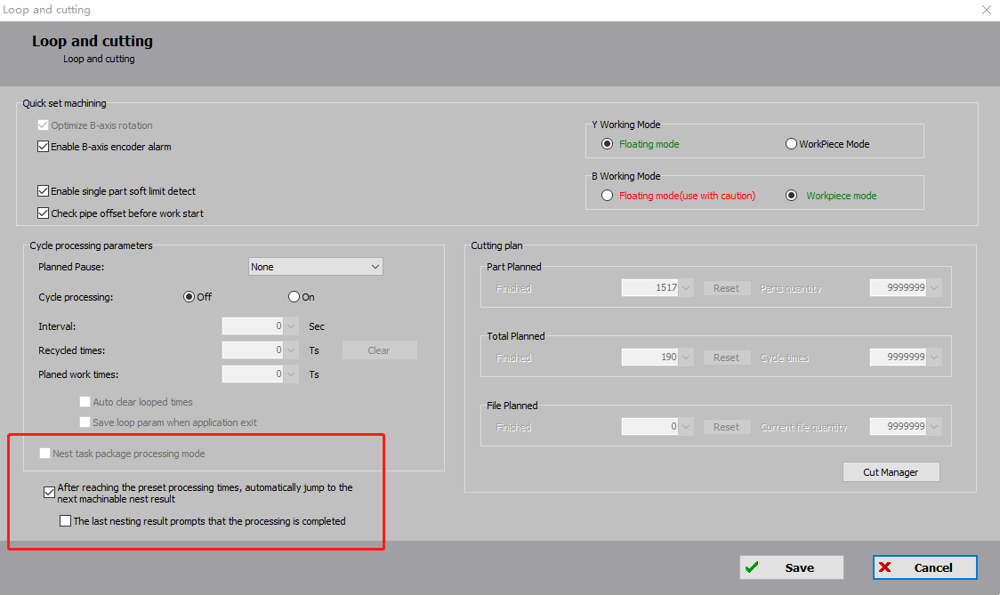 Loop and cutting
Loop and cutting
Loop and cutting
Quick set machining
Optimize B-axis rotation
Enable B-axis encoder alarm
Enable single part soft limit detect
Check pipe offset before work start
Y Working Mode
Floating mode
WorkPiece Mode
B Working Mode
Floating mode(use with caution)
Workpiece mode
Cycle processing parameters
Planned Pause:
None
Cycle processing:
Off
On
Interval:
0
Sec
Recycled times:
0
Ts
Clear
Planed work times:
0
Ts
Auto clear looped times
Save loop param when application exit
Nest task package processing mode
After reaching the preset processing times, automatically jump to the
next machinable nest result
The last nesting result prompts that the processing is completed
Cutting plan
Part Planned
Finished
1517
Reset
Parts quantity
9999999
Total Planned
Finished
190
Reset
Cycle times
9999999
File Planned
Finished
0
Reset
Current file quantity
9999999
Cut Manager
Save
Cancel